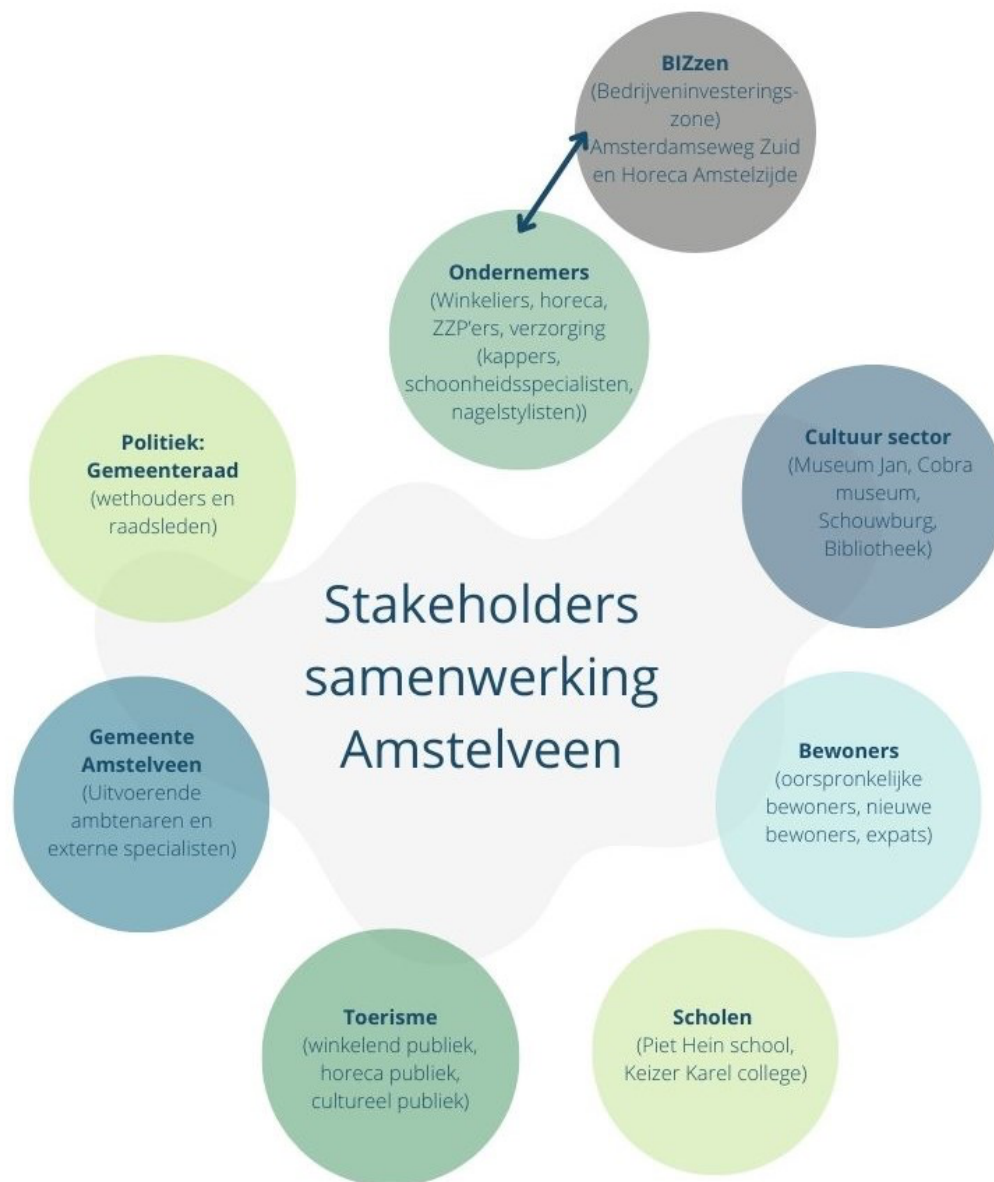 BIZzen
(Bedrijveninvesterings-
zone)
Amsterdamseweg Zuid
en Horeca Amstelzijde
Ondernemers
(Winkeliers, horeca,
ZZP'ers, verzorging
(kappers,
schoonheidsspecialisten,
nagelstylisten))
Politiek:
Gemeenteraad
(wethouders en
raadsleden)
Cultuur sector
(Museum Jan, Cobra
museum,
Schouwburg,
Bibliotheek)
Stakeholders
samenwerking
Amstelveen
Gemeente
Amstelveen
(Uitvoerende
ambtenaren en
externe specialisten)
Bewoners
(oorspronkelijke
bewoners, nieuwe
bewoners, expats)
Toerisme
(winkelend publiek,
horeca publiek,
cultureel publiek)
Scholen
(Piet Hein school,
Keizer Karel college)